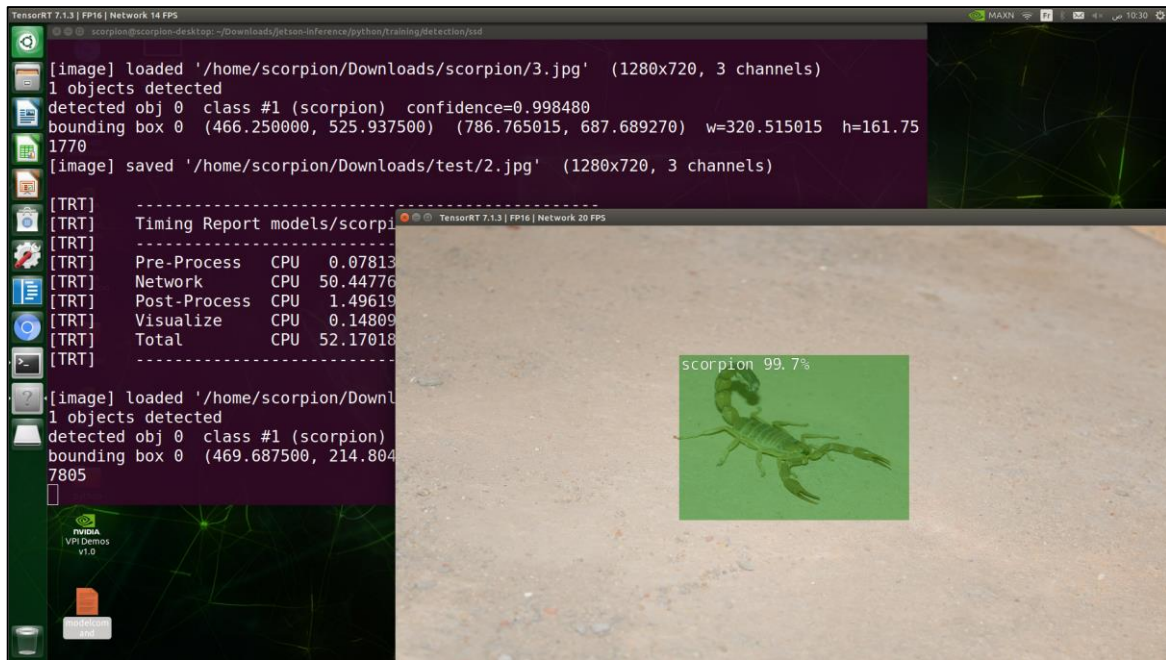 TensorRT 7.1.3 | FP16 | Network 14 FPS
MAXN Fr ص 10:30
scorpion@scorpion-desktop: ~/Downloads/jetson-inference/python/training/detection/ssd
[image] loaded '/home/scorpion/Downloads/scorpion/3.jpg' (1280x720, 3 channels)
1 objects detected
detected obj 0 class #1 (scorpion) confidence=0.998480
bounding box 0 (466.250000, 525.937500) (786.765015, 687.689270) w=320.515015 h=161.75
1770
[image] saved '/home/scorpion/Downloads/test/2.jpg' (1280x720, 3 channels)
[TRT] ------------------------------------------------
[TRT] Timing Report models/scorpi
[TRT] ---------------------------
[TRT] Pre-Process CPU 0.07813
[TRT] Network CPU 50.44776
[TRT] Post-Process CPU 1.49619
[TRT] Visualize CPU 0.14809
[TRT] Total CPU 52.17018
[TRT] ---------------------------
[image] loaded '/home/scorpion/Downl
1 objects detected
detected obj 0 class #1 (scorpion)
bounding box 0 (469.687500, 214.804
7805
TensorRT 7.1.3 | FP16 | Network 20 FPS
scorpion 99.7%
NVIDIA
VPI Demos
v1.0
modelcom
and